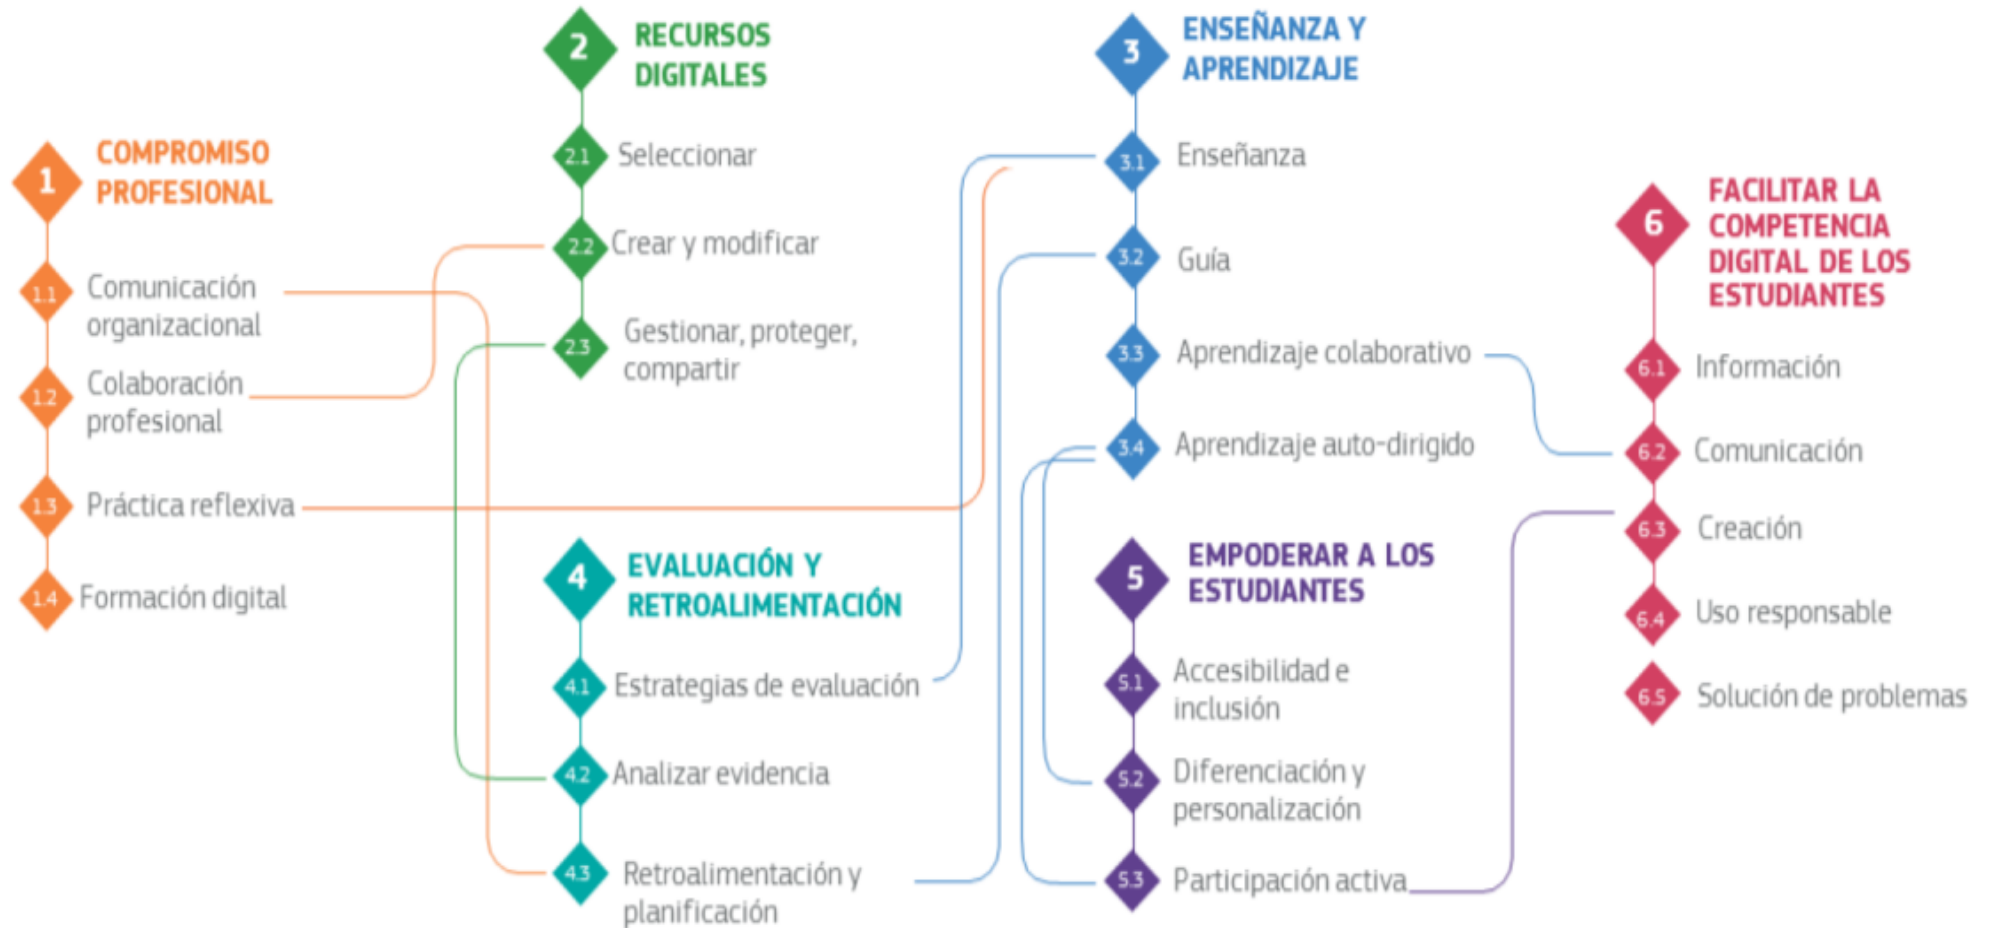 1
COMPROMISO
PROFESIONAL
1.1
Comunicación
organizacional
1.2
Colaboración
profesional
1.3
Práctica reflexiva
1.4
Formación digital
2
RECURSOS
DIGITALES
2.1
Seleccionar
2.2
Crear y modificar
2.3
Gestionar, proteger,
compartir
3
ENSEÑANZA Y
APRENDIZAJE
3.1
Enseñanza
3.2
Guía
3.3
Aprendizaje colaborativo
3.4
Aprendizaje auto-dirigido
4
EVALUACIÓN Y
RETROALIMENTACIÓN
4.1
Estrategias de evaluación
4.2
Analizar evidencia
4.3
Retroalimentación y
planificación
5
EMPODERAR A LOS
ESTUDIANTES
5.1
Accesibilidad e
inclusión
5.2
Diferenciación y
personalización
5.3
Participación activa
6
FACILITAR LA
COMPETENCIA
DIGITAL DE LOS
ESTUDIANTES
6.1
Información
6.2
Comunicación
6.3
Creación
6.4
Uso responsable
6.5
Solución de problemas